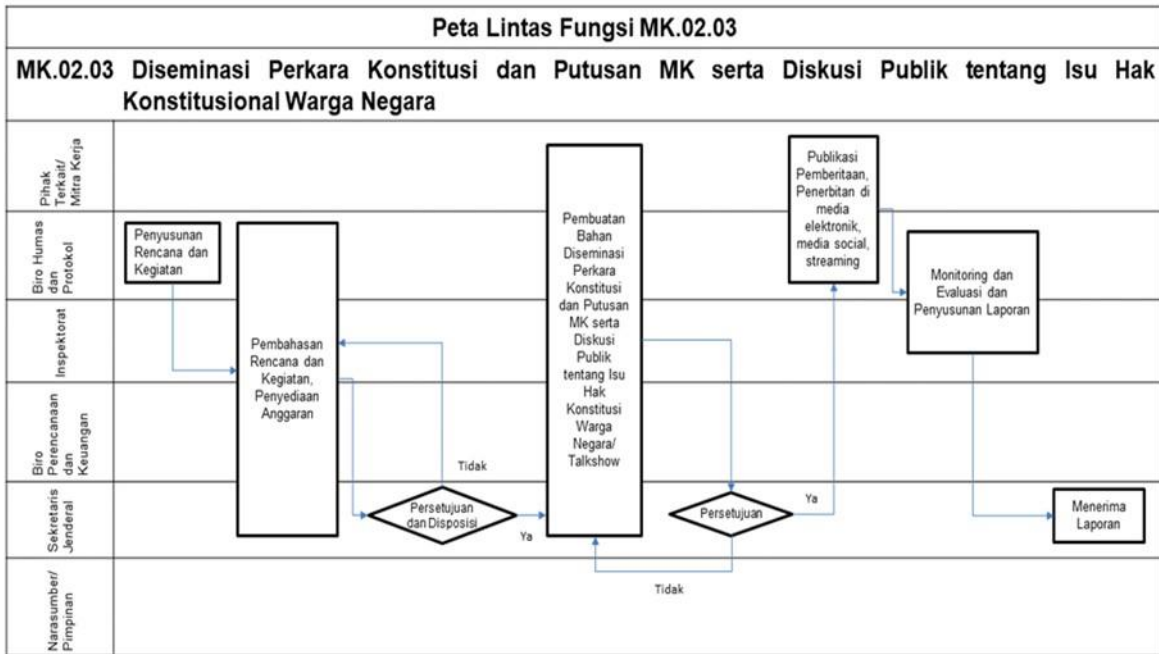 Peta Lintas Fungsi MK.02.03
MK.02.03 Diseminasi Perkara Konstitusi dan Putusan MK serta Diskusi Publik tentang Isu Hak
Konstitusional Warga Negara
Pihak
Terkait/
Mitra Kerja
Biro Humas
dan
Protokol
Inspektorat
Biro
Perencanaan
dan
Keuangan
Sekretaris
Jenderal
Narasumber/
Pimpinan
Penyusunan
Rencana dan
Kegiatan
Pembahasan
Rencana dan
Kegiatan,
Penyediaan
Anggaran
Tidak
Persetujuan
dan Disposisi
Ya
Pembuatan
Bahan
Diseminasi
Perkara
Konstitusi
dan Putusan
MK serta
Diskusi
Publik
tentang Isu
Hak
Konstitusi
Warga
Negara/
Talkshow
Persetujuan
Ya
Tidak
Publikasi
Pemberitaan,
Penerbitan di
media
elektronik,
media social,
streaming
Monitoring dan
Evaluasi dan
Penyusunan Laporan
Menerima
Laporan